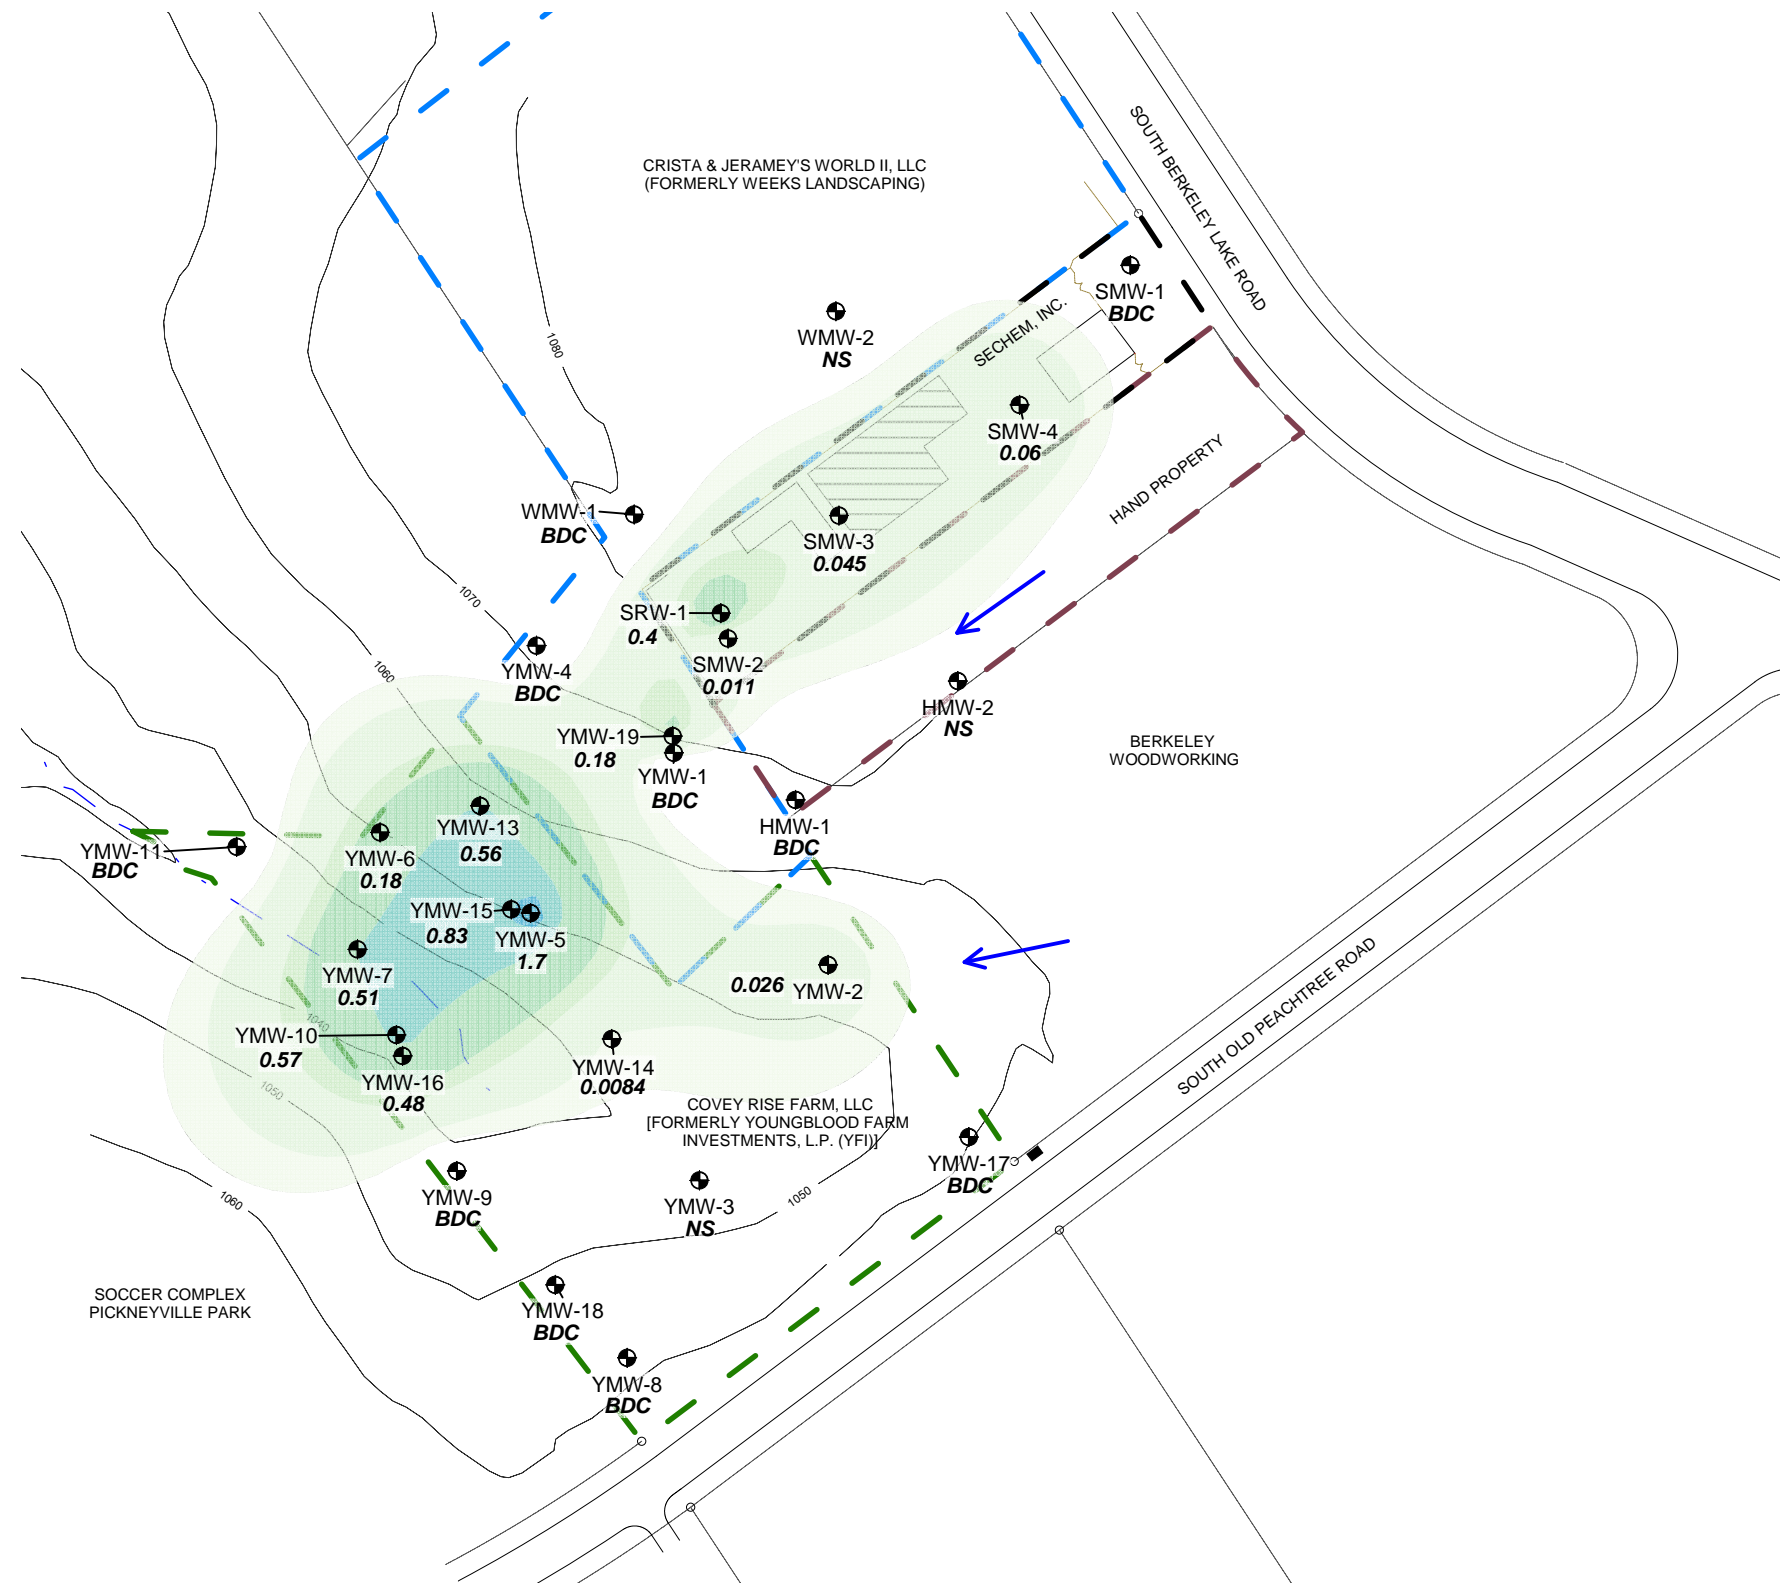 CRISTA & JERAMEY'S WORLD II, LLC
(FORMERLY WEEKS LANDSCAPING)
SOUTH BERKELEY LAKE ROAD
SMW-1
BDC
WMW-2
NS
SECHEM, INC.
1080
SMW-4
0.06
HAND PROPERTY
WMW-1
BDC
SMW-3
0.045
1070
SRW-1
0.4
SMW-2
0.011
1060
YMW-4
BDC
HMW-2
NS
YMW-19
0.18
YMW-1
BDC
BERKELEY
WOODWORKING
YMW-13
0.56
HMW-1
BDC
YMW-11
BDC
YMW-6
0.18
YMW-15
0.83
YMW-5
1.7
YMW-7
0.51
0.026
YMW-2
1040
YMW-10
0.57
SOUTH OLD PEACHTREE ROAD
YMW-14
0.0084
YMW-16
0.48
1050
COVEY RISE FARM, LLC
[FORMERLY YOUNGBLOOD FARM
INVESTMENTS, L.P. (YFI)]
YMW-17
BDC
YMW-9
BDC
YMW-3
NS
1050
1060
SOCCER COMPLEX
PICKNEYVILLE PARK
YMW-18
BDC
YMW-8
BDC